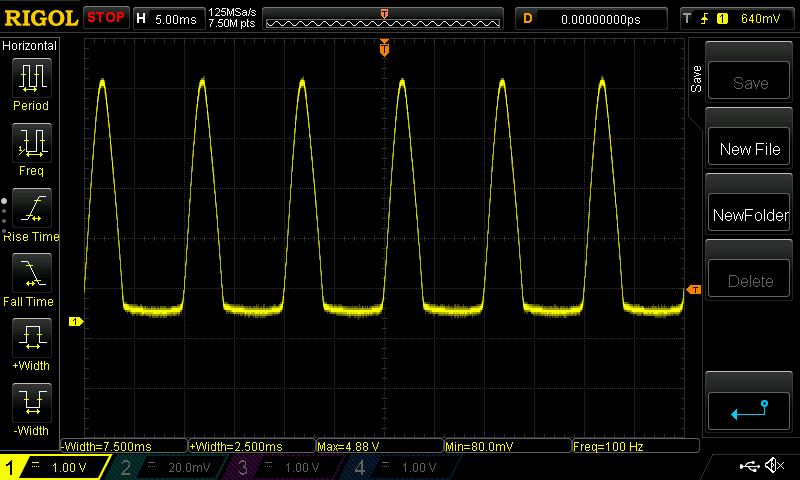 RIGOL STOP H 5.00ms 125MSa/s 7.50M pts T D 0.00000000ps T 1 640mV
Horizontal
Period
Freq
Rise Time
Fall Time
+Width
-Width
T
T
1
Save
Save
New File
NewFolder
Delete
-Width=7.500ms +Width=2.500ms Max=4.88 V Min=80.0mV Freq=100 Hz
1 1.00 V 2 20.0mV 3 1.00 V 4 1.00 V